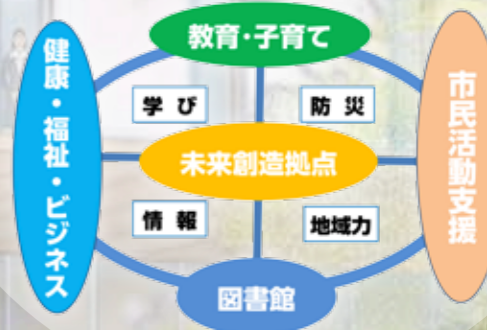 教育・子育て
健康・福祉・ビジネス
学び
防災
市民活動支援
未来創造拠点
情報
地域力
図書館